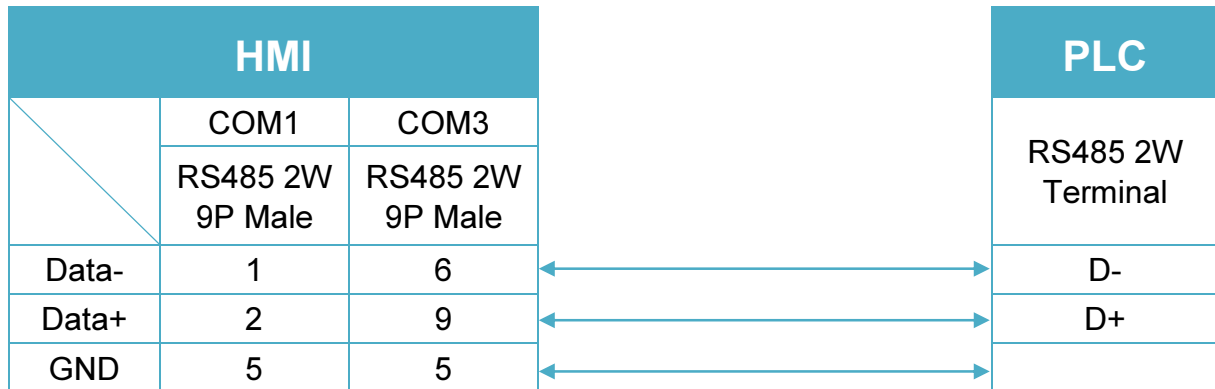 HMI PLC
COM1 COM3
RS485 2W
9P Male
RS485 2W
9P Male
RS485 2W
Terminal
Data- 1 6 D-
Data+ 2 9 D+
GND 5 5